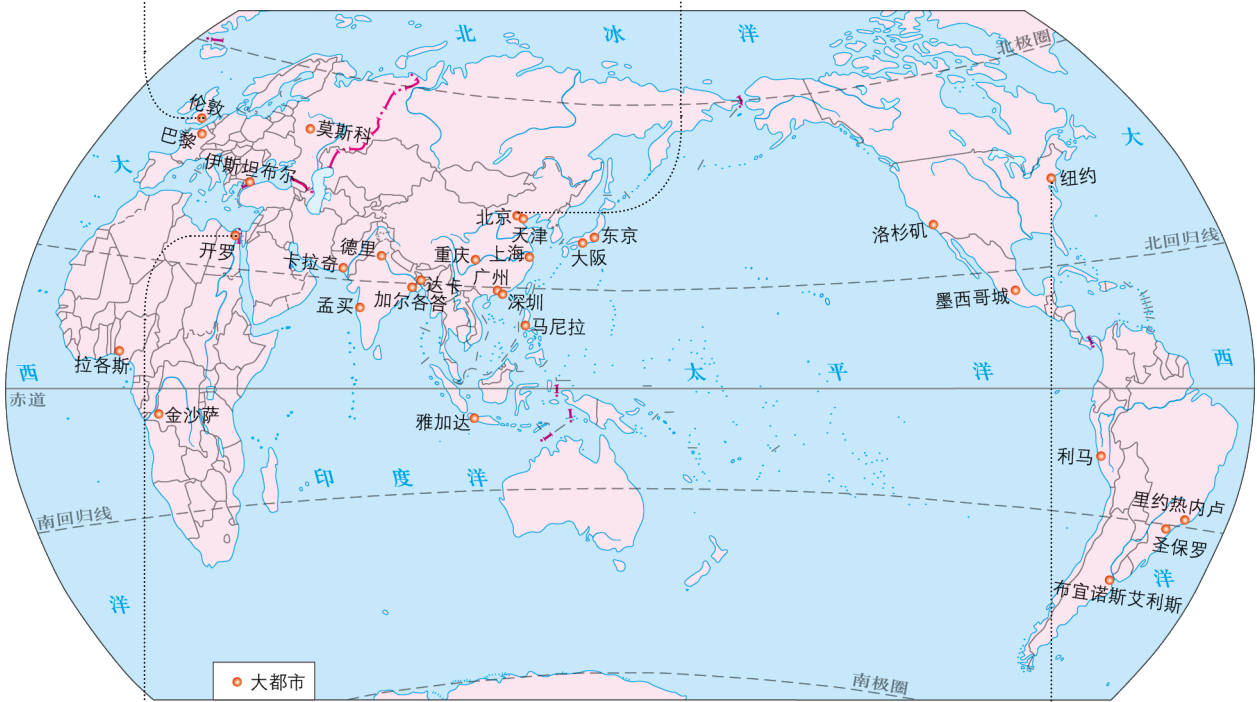 北 冰 洋
北极圈
伦敦
巴黎
莫斯科
大
大
伊斯坦布尔
纽约
北京
天津
东京
洛杉矶
开罗
德里
重庆
上海
大阪
北回归线
卡拉奇
广州
达卡
加尔各答
深圳
墨西哥城
孟买
马尼拉
拉各斯
西
太 平 洋
西
赤道
金沙萨
雅加达
利马
印 度 洋
里约热内卢
南回归线
圣保罗
洋
布宜诺斯艾利斯
洋
大都市
南极圈